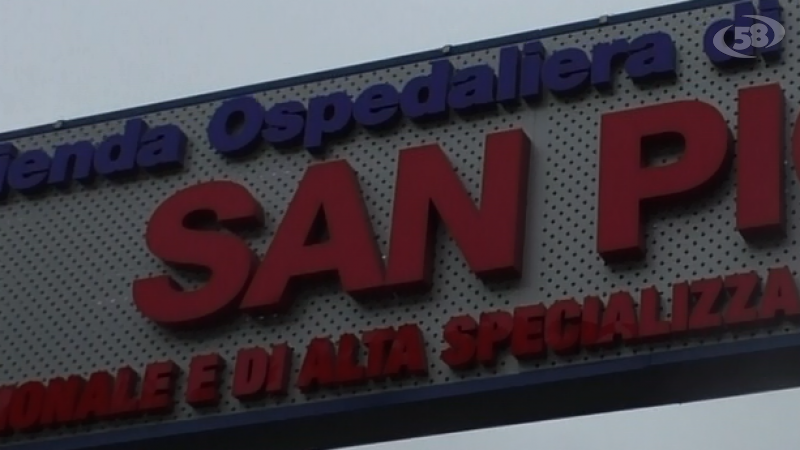 ienda Ospedaliera di
SAN PI
IONALE E DI ALTA SPECIALIZZA
58